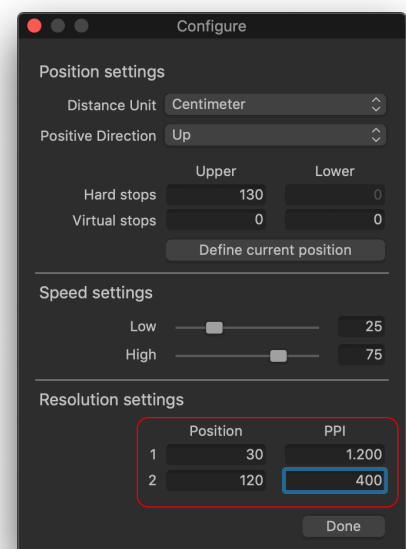 Configure
Position settings
Distance Unit Centimeter
Positive Direction Up
Upper Lower
Hard stops 130 0
Virtual stops 0 0
Define current position
Speed settings
Low 25
High 75
Resolution settings
Position PPI
1 30 1.200
2 120 400
Done